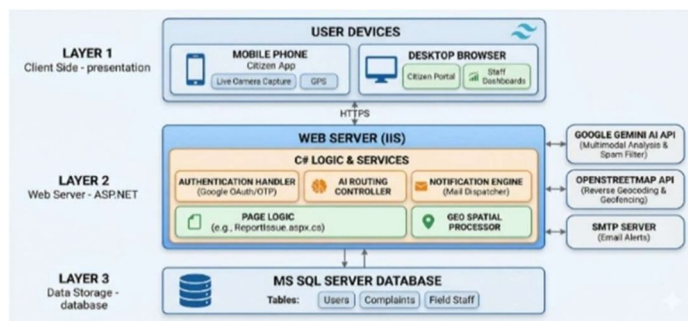 USER DEVICES
LAYER 1
Client Side - presentation
MOBILE PHONE
Citizen App
Live Camera Capture
GPS
DESKTOP BROWSER
Citizen Portal
Staff
Dashboards
HTTPS
LAYER 2
Web Server - ASP.NET
WEB SERVER (IIS)
C# LOGIC & SERVICES
AUTHENTICATION HANDLER
(Google OAuth/OTP)
AI ROUTING
CONTROLLER
NOTIFICATION ENGINE
(Mail Dispatcher)
PAGE LOGIC
(e.g., ReportIssue.aspx.cs)
GEO SPATIAL
PROCESSOR
GOOGLE GEMINI AI API
(Multimodal Analysis &
Spam Filter)
OPENSTREETMAP API
(Reverse Geocoding &
Geofencing)
SMTP SERVER
(Email Alerts)
LAYER 3
Data Storage -
database
MS SQL SERVER DATABASE
Tables:
Users
Complaints
Field Staff